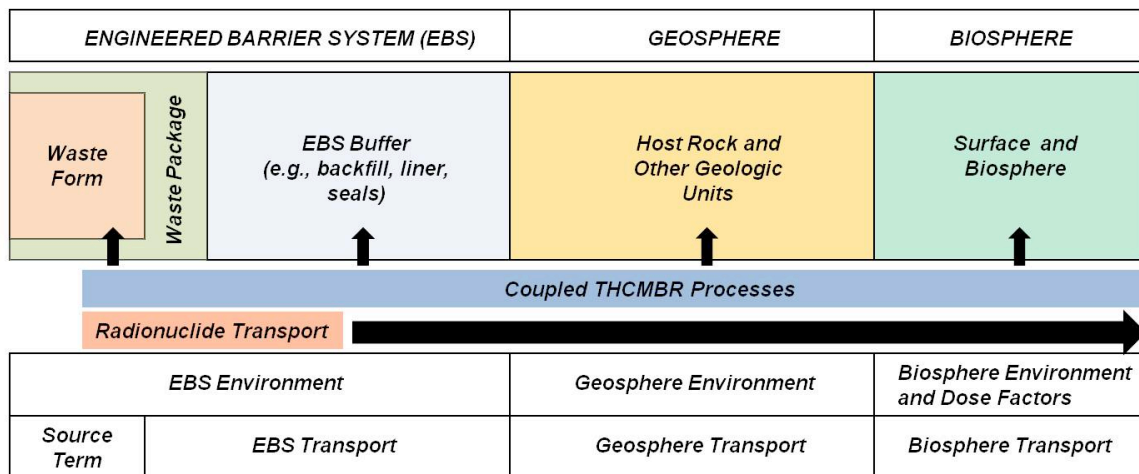 ENGINEERED BARRIER SYSTEM (EBS)
GEOSPHERE
BIOSPHERE
Waste
Form
Waste Package
EBS Buffer
(e.g., backfill, liner,
seals)
Host Rock and
Other Geologic
Units
Surface and
Biosphere
Coupled THCMBR Processes
Radionuclide Transport
EBS Environment
Geosphere Environment
Biosphere Environment
and Dose Factors
Source
Term
EBS Transport
Geosphere Transport
Biosphere Transport